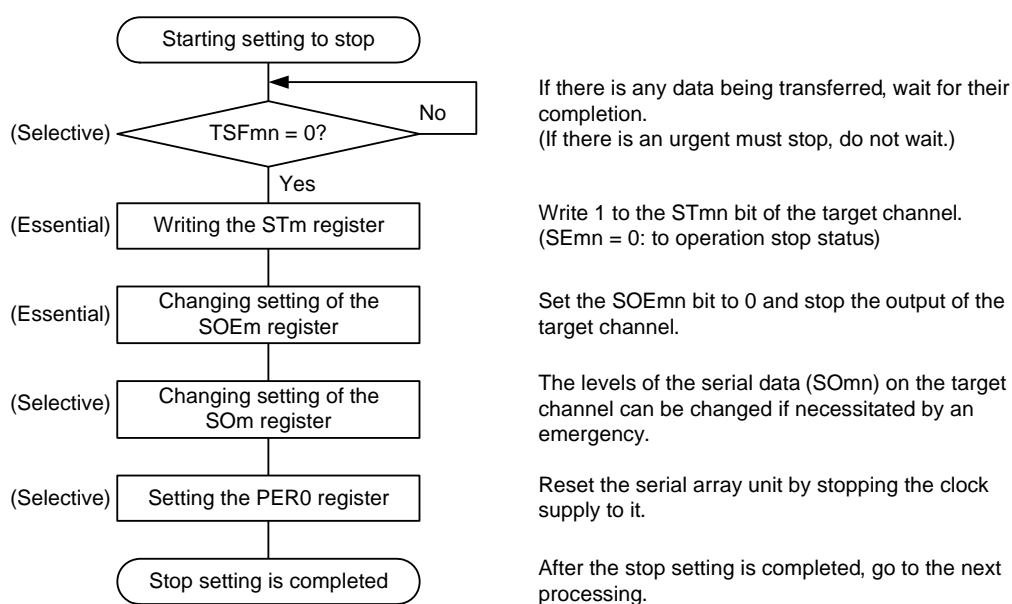 Starting setting to stop
No
(Selective)
TSFmn = 0?
If there is any data being transferred, wait for their
completion.
(If there is an urgent must stop, do not wait.)
Yes
(Essential)
Writing the STm register
Write 1 to the STmn bit of the target channel.
(SEmn = 0: to operation stop status)
(Essential)
Changing setting of the
SOEm register
Set the SOEmn bit to 0 and stop the output of the
target channel.
(Selective)
Changing setting of the
SOm register
The levels of the serial data (SOmn) on the target
channel can be changed if necessitated by an
emergency.
(Selective)
Setting the PER0 register
Reset the serial array unit by stopping the clock
supply to it.
Stop setting is completed
After the stop setting is completed, go to the next
processing.